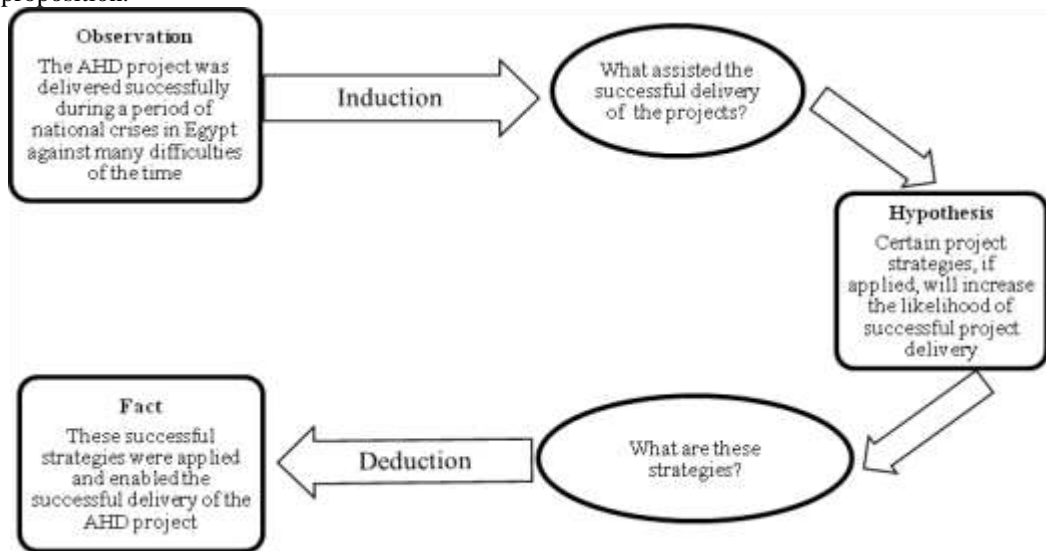 proposition.
Observation
The AHD project was
delivered successfully
during a period of
national crises in Egypt
against many difficulties
of the time
Induction
What assisted the
successful delivery
of the projects?
Hypothesis
Certain project
strategies, if
applied, will increase
the likelihood of
successful project
delivery
What are these
strategies?
Deduction
Fact
These successful
strategies were applied
and enabled the
successful delivery of the
AHD project